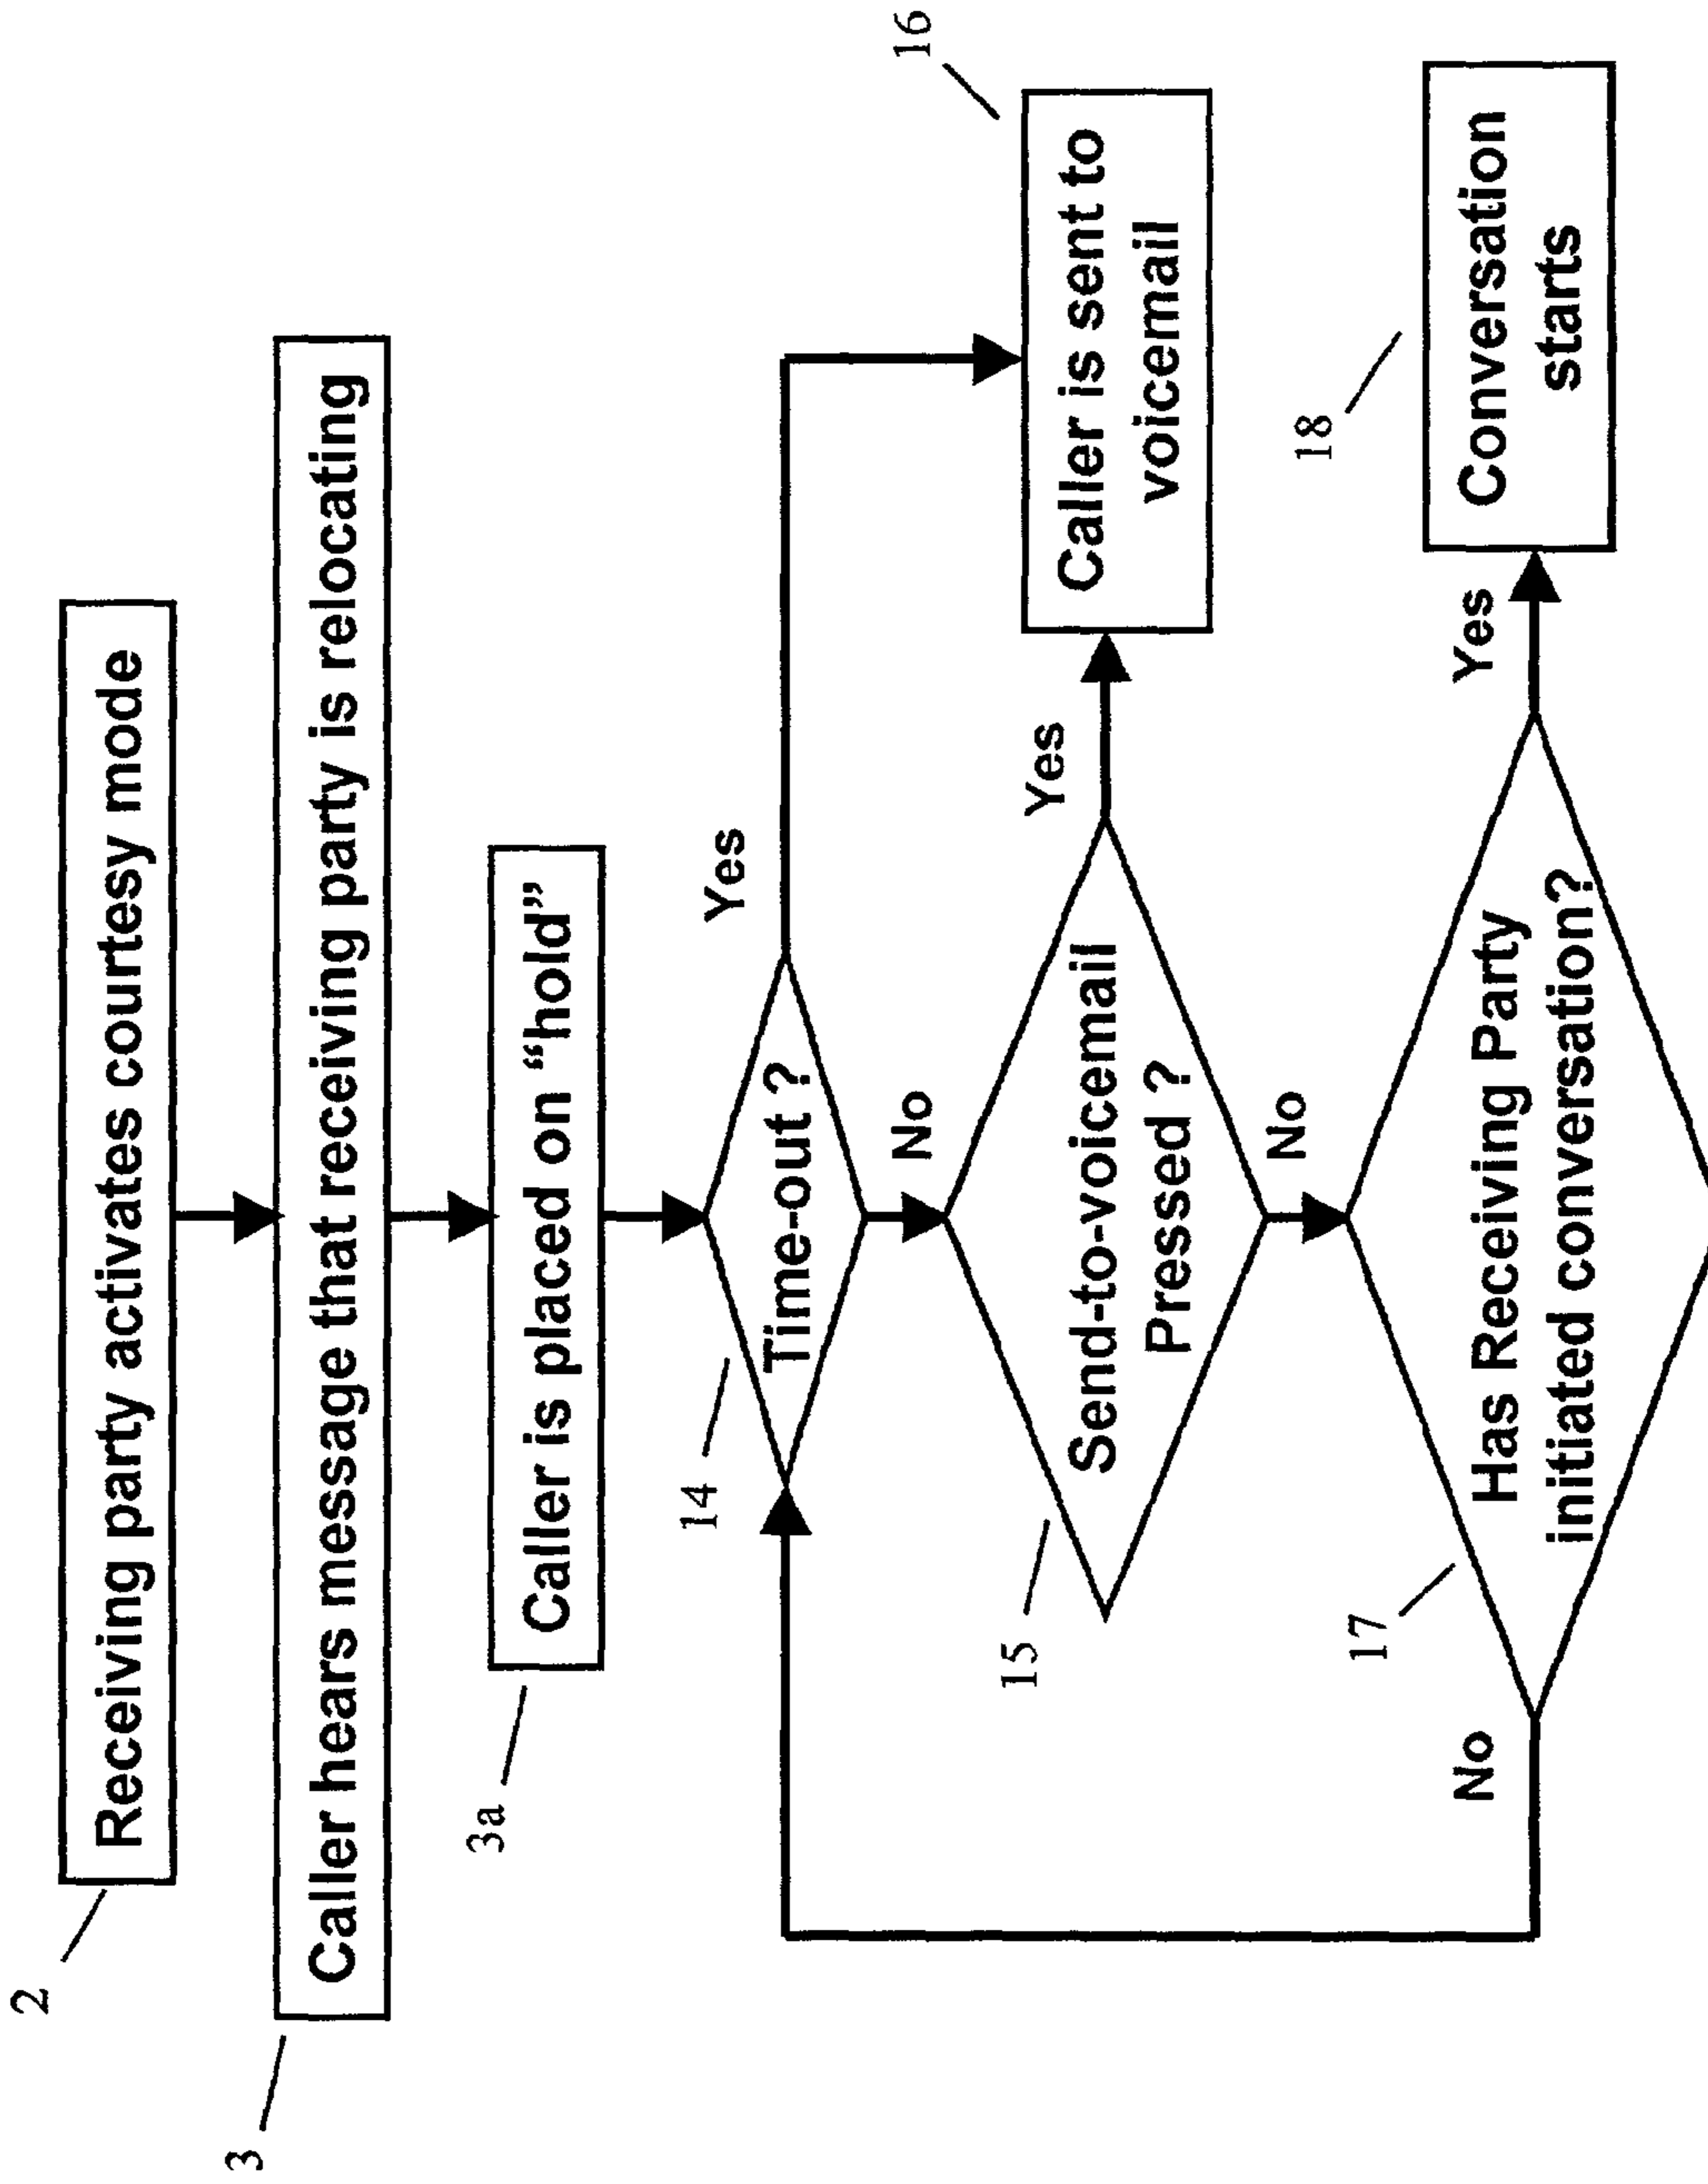 2
Receiving party activates courtesy mode
3
Caller hears message that receiving party is relocating
3a
Caller is placed on “hold”
14
Time-out ?
Yes
No
15
Send-to-voicemail
Pressed ?
Yes
16
Caller is sent to
voicemail
No
17
Has Receiving Party
initiated conversation?
No
Yes
18
Conversation
starts